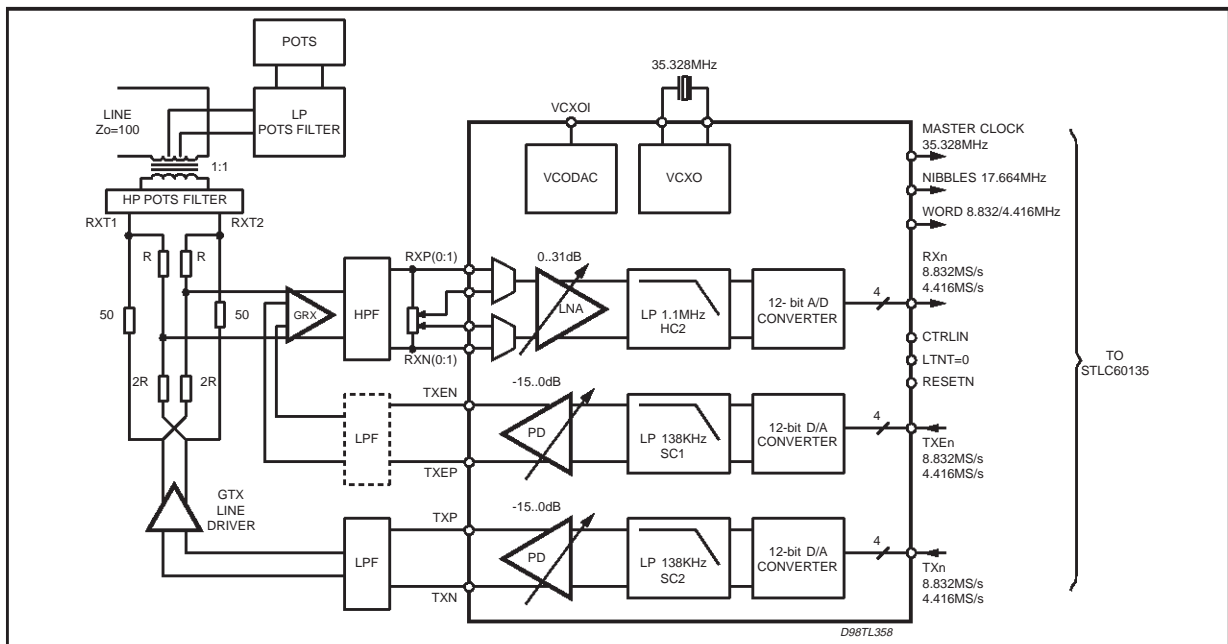 POTS
35.328MHz
LINE
Zo=100
LP
POTS FILTER
VCXOI
MASTER CLOCK
35.328MHz
1:1
VCODAC
VCXO
NIBBLES 17.664MHz
HP POTS FILTER
WORD 8.832/4.416MHz
RXT1
RXT2
R
R
RXP(0:1)
0..31dB
RXn
8.832MS/s
4.416MS/s
50
50
GRX
HPF
LNA
LP 1.1MHz
HC2
12- bit A/D
CONVERTER
4
CTRLIN
RXN(0:1)
LTNT=0
TO
STLC60135
RESETN
2R
2R
TXEN
-15..0dB
LPF
PD
LP 138KHz
SC1
12-bit D/A
CONVERTER
4
TXEn
8.832MS/s
4.416MS/s
TXEP
GTX
LINE
DRIVER
TXP
-15..0dB
LPF
PD
LP 138KHz
SC2
12-bit D/A
CONVERTER
4
TXn
8.832MS/s
4.416MS/s
TXN
D98TL358